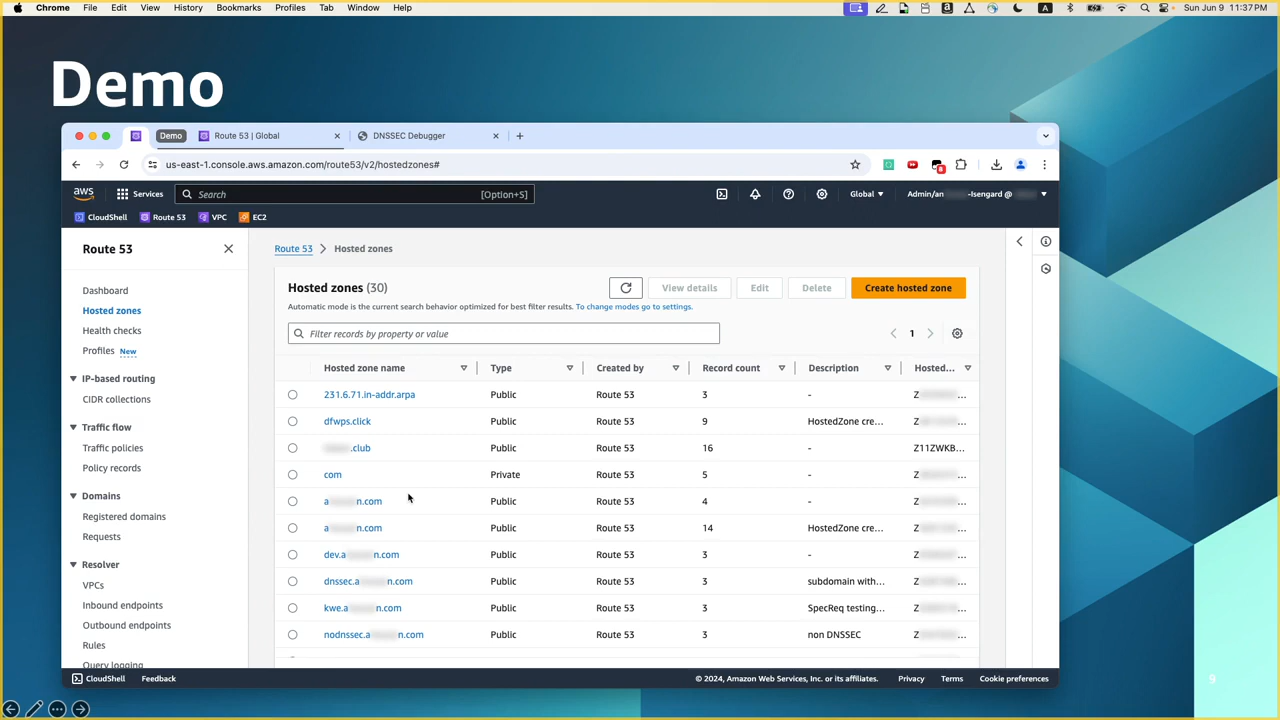 Chrome File Edit View History Bookmarks Profiles Tab Window Help A Sun Jun 9 11:37 PM
Demo
Demo Route 53 | Global DNSSEC Debugger
us-east-1.console.aws.amazon.com/route53/v2/hostedzones#
aws Services Search [Option+S] Global Admin/an -Isengard @
CloudShell Route 53 VPC EC2
Route 53
Dashboard
Hosted zones
Health checks
Profiles New
IP-based routing
CIDR collections
Traffic flow
Traffic policies
Policy records
Domains
Registered domains
Requests
Resolver
VPCs
Inbound endpoints
Outbound endpoints
Rules
Query logging
Route 53 Hosted zones
Hosted zones (30) View details Edit Delete Create hosted zone
Automatic mode is the current search behavior optimized for best filter results. To change modes go to settings.
Filter records by property or value 1
Hosted zone name Type Created by Record count Description Hosted...
231.6.71.in-addr.arpa Public Route 53 3 - Z ...
dfwps.click Public Route 53 9 HostedZone cre... Z ...
.club Public Route 53 16 - Z11ZWKB...
com Private Route 53 5 - Z ...
a n.com Public Route 53 4 - Z ...
a n.com Public Route 53 14 HostedZone cre... Z ...
dev.a n.com Public Route 53 3 - Z ...
dnssec.a n.com Public Route 53 3 subdomain with... Z ...
kwe.a n.com Public Route 53 3 SpecReq testing... Z ...
nodnssec.a n.com Public Route 53 3 non DNSSEC Z ...
CloudShell Feedback © 2024, Amazon Web Services, Inc. or its affiliates. Privacy Terms Cookie preferences
9